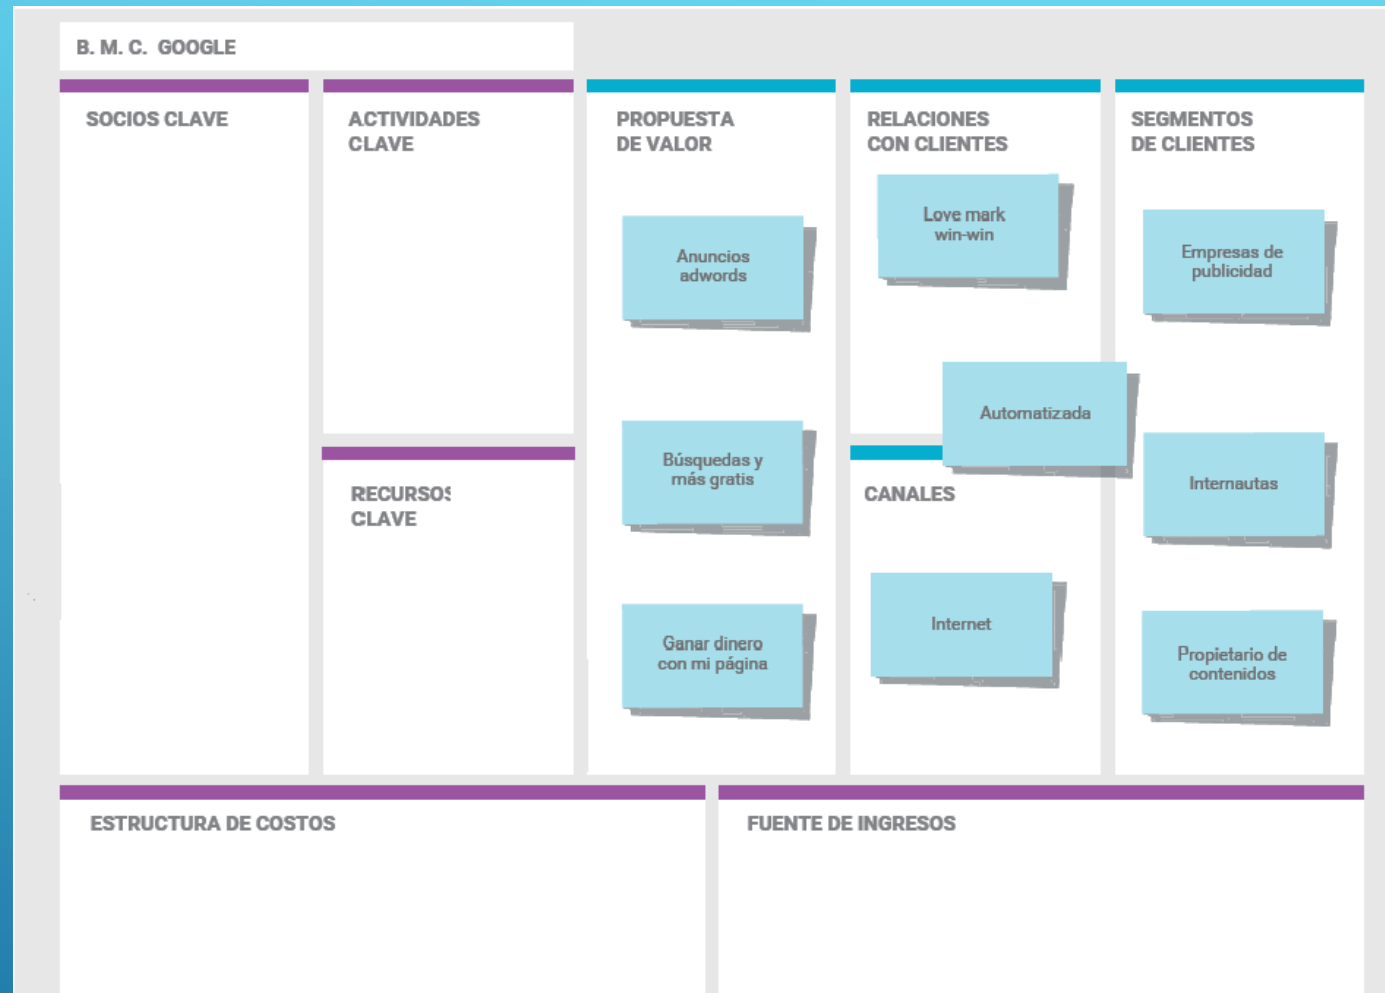 B. M. C. GOOGLE
SOCIOS CLAVE
ACTIVIDADES
CLAVE
RECURSOS
CLAVE
PROPUESTA
DE VALOR
Anuncios
adwords
Búsquedas y
más gratis
Ganar dinero
con mi página
RELACIONES
CON CLIENTES
Love mark
win-win
Automatizada
CANALES
Internet
SEGMENTOS
DE CLIENTES
Empresas de
publicidad
Internautas
Propietario de
contenidos
ESTRUCTURA DE COSTOS
FUENTE DE INGRESOS